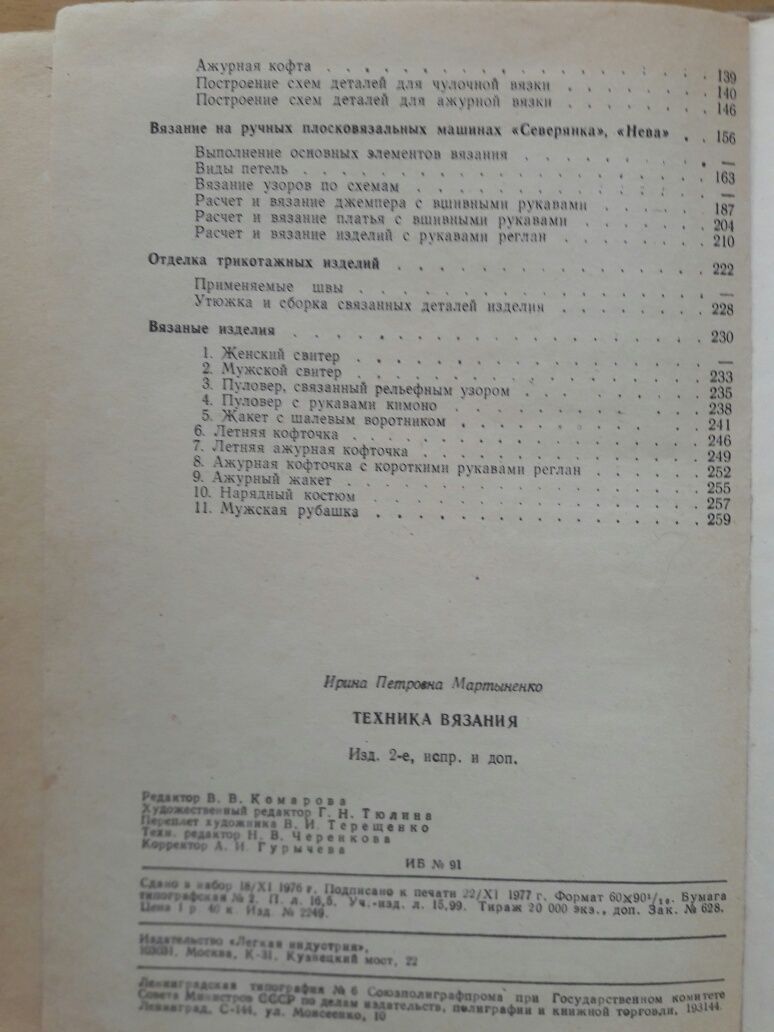 Ажурная кофта . . . . . . . . . . . . . . . . 139
Построение схем деталей для чулочной вязки . . . . . . 140
Построение схем деталей для ажурной вязки . . . . . . 146
Вязание на ручных плосковязальных машинах «Северянка», «Нева» . . 156
Выполнение основных элементов вязания . . . . . . . —
Виды петель . . . . . . . . . . . . . . . . 163
Вязание узоров по схемам . . . . . . . . . . . . —
Расчет и вязание джемпера с вшивными рукавами . . . . . 187
Расчет и вязание платья с вшивными рукавами . . . . . . 204
Расчет и вязание изделий с рукавами реглан . . . . . . 210
Отделка трикотажных изделий . . . . . . . . . . . . 222
Применяемые швы . . . . . . . . . . . . . . —
Утюжка и сборка связанных деталей изделия . . . . . . 228
Вязаные изделия . . . . . . . . . . . . . . . . 230
1. Женский свитер . . . . . . . . . . . . . . —
2. Мужской свитер . . . . . . . . . . . . . . 233
3. Пуловер, связанный рельефным узором . . . . . . . 235
4. Пуловер с рукавами кимоно . . . . . . . . . . 238
5. Жакет с шалевым воротником . . . . . . . . . . 241
6. Летняя кофточка . . . . . . . . . . . . . . 246
7. Летняя ажурная кофточка . . . . . . . . . . . 249
8. Ажурная кофточка с короткими рукавами реглан . . . . . 252
9. Ажурный жакет . . . . . . . . . . . . . . 255
10. Нарядный костюм . . . . . . . . . . . . . 257
11. Мужская рубашка . . . . . . . . . . . . . 259
Ирина Петровна Мартыненко
ТЕХНИКА ВЯЗАНИЯ
Изд. 2-е, испр. и доп.
Редактор В. В. Комарова
Художественный редактор Г. Н. Тюлина
Переплет художника В. И. Терещенко
Техн. редактор Н. В. Черенкова
Корректор А. И. Гурычева
ИБ № 91
Сдано в набор 18/XI 1976 г. Подписано к печати 22/XI 1977 г. Формат 60×90¹/₁₆. Бумага
типографская № 2. П. л. 16,5. Уч.-изд. л. 15,99. Тираж 20 000 экз., доп. Зак. № 628.
Цена 1 р. 40 к. Изд. № 2249.
Издательство «Легкая индустрия»,
103031. Москва, К-31, Кузнецкий мост, 22
Ленинградская типография № 6 Союзполиграфпрома при Государственном комитете
Совета Министров СССР по делам издательств, полиграфии и книжной торговли, 193144.
Ленинград, С-144, ул. Моисеенко, 10